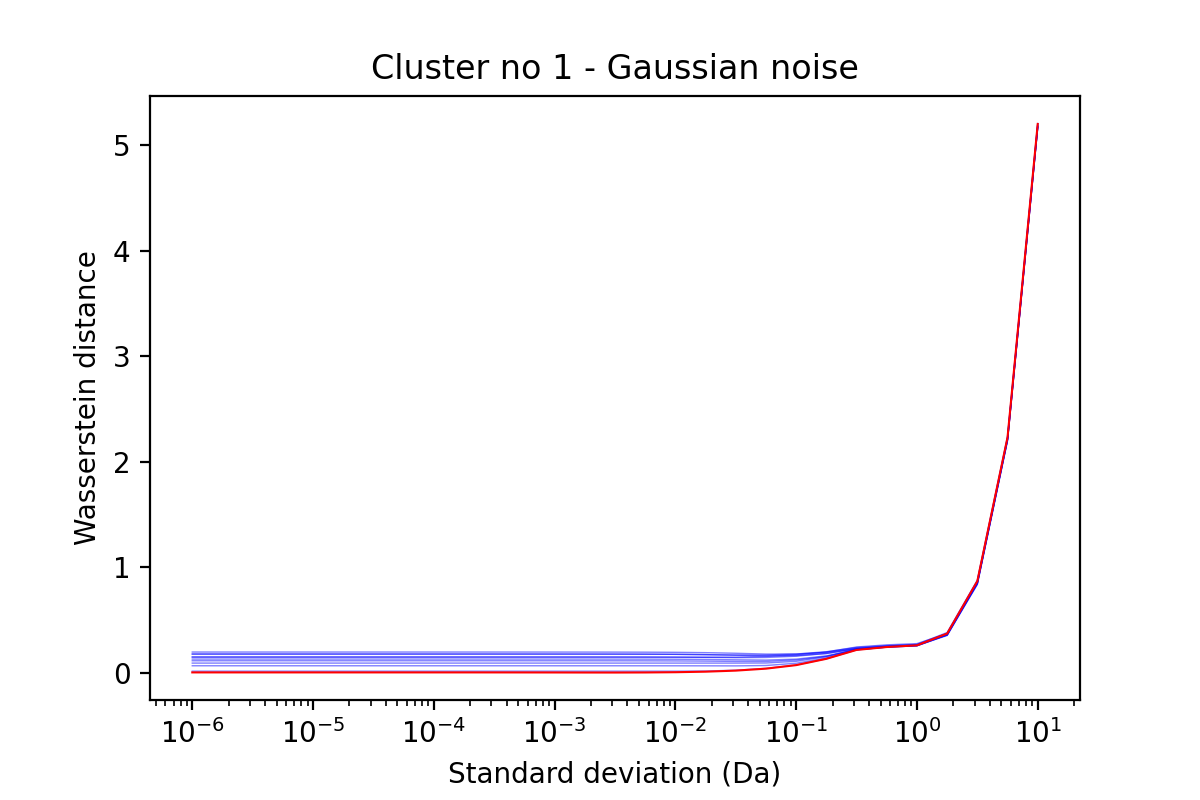 Cluster no 1 - Gaussian noise
Wasserstein distance
5
4
3
2
1
0
10⁻⁶ 10⁻⁵ 10⁻⁴ 10⁻³ 10⁻² 10⁻¹ 10⁰ 10¹
Standard deviation (Da)